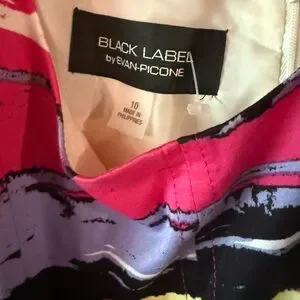 BLACK LABEL
by EVAN-PICONE
10
MADE IN
PHILIPPINES